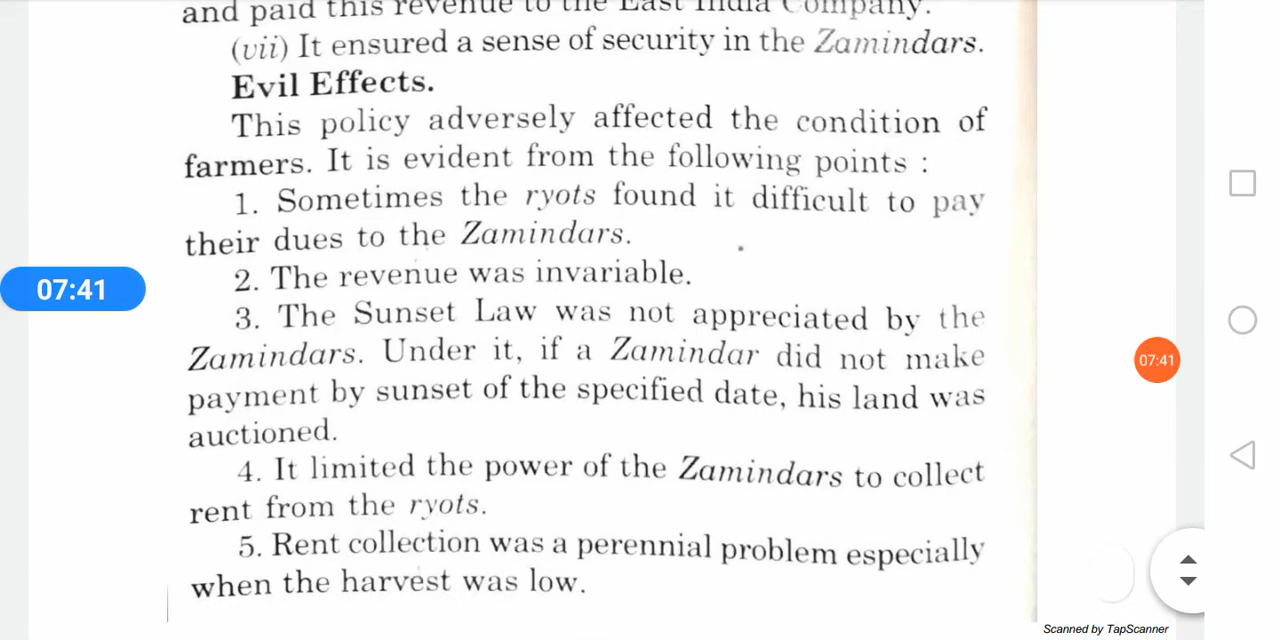 and paid this revenue to the East India Company.
(vii) It ensured a sense of security in the Zamindars.
Evil Effects.
This policy adversely affected the condition of
farmers. It is evident from the following points :
1. Sometimes the ryots found it difficult to pay
their dues to the Zamindars.
2. The revenue was invariable.
3. The Sunset Law was not appreciated by the
Zamindars. Under it, if a Zamindar did not make
payment by sunset of the specified date, his land was
auctioned.
4. It limited the power of the Zamindars to collect
rent from the ryots.
5. Rent collection was a perennial problem especially
when the harvest was low.
07:41
07:41
Scanned by TapScanner